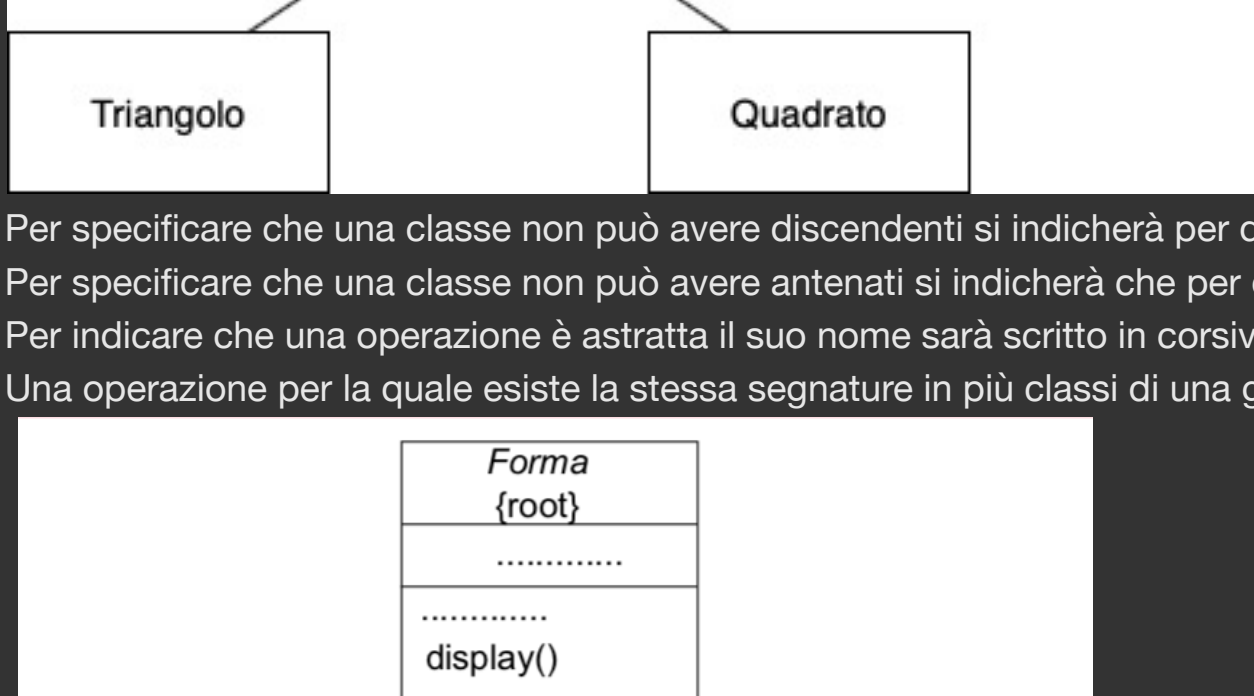 Triangolo
Quadrato
Per specificare che una classe non può avere discendenti si indicherà per
Per specificare che una classe non può avere antenati si indicherà che per
Per indicare che una operazione è astratta il suo nome sarà scritto in corsiv
Una operazione per la quale esiste la stessa segnature in più classi di una g
Forma
{root}
.............
.............
display()